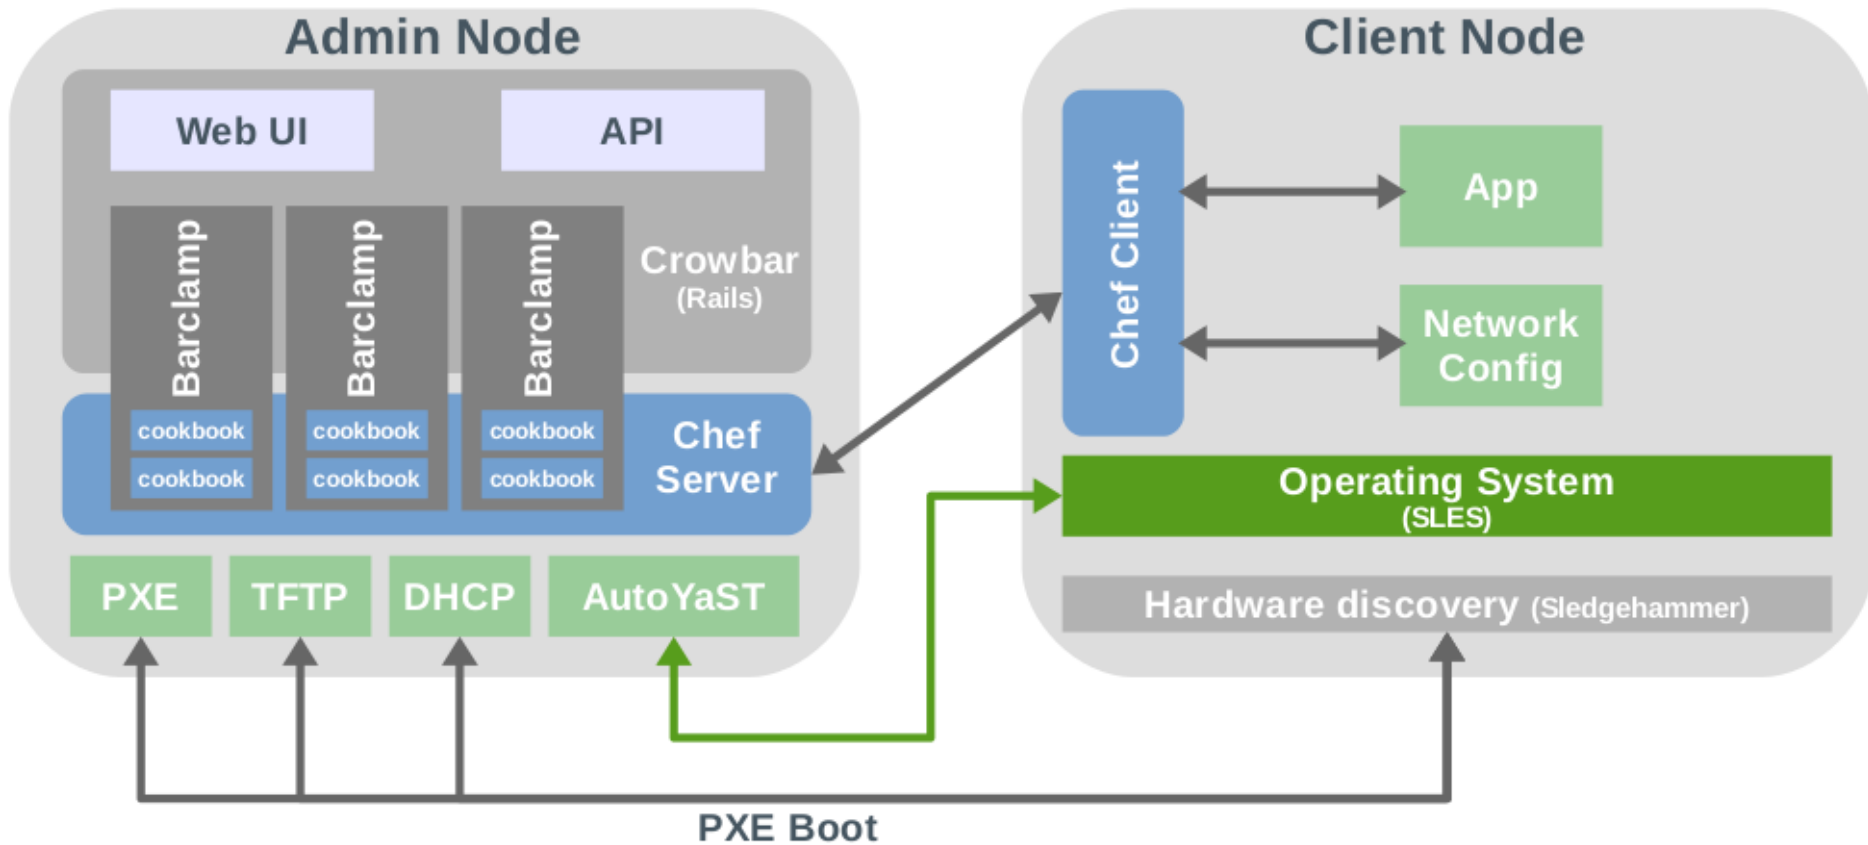 Admin Node
Web UI
API
Barclamp
Barclamp
Barclamp
Crowbar
(Rails)
cookbook
cookbook
cookbook
cookbook
cookbook
cookbook
Chef
Server
PXE
TFTP
DHCP
AutoYaST
Client Node
Chef Client
App
Network
Config
Operating System
(SLES)
Hardware discovery (Sledgehammer)
PXE Boot